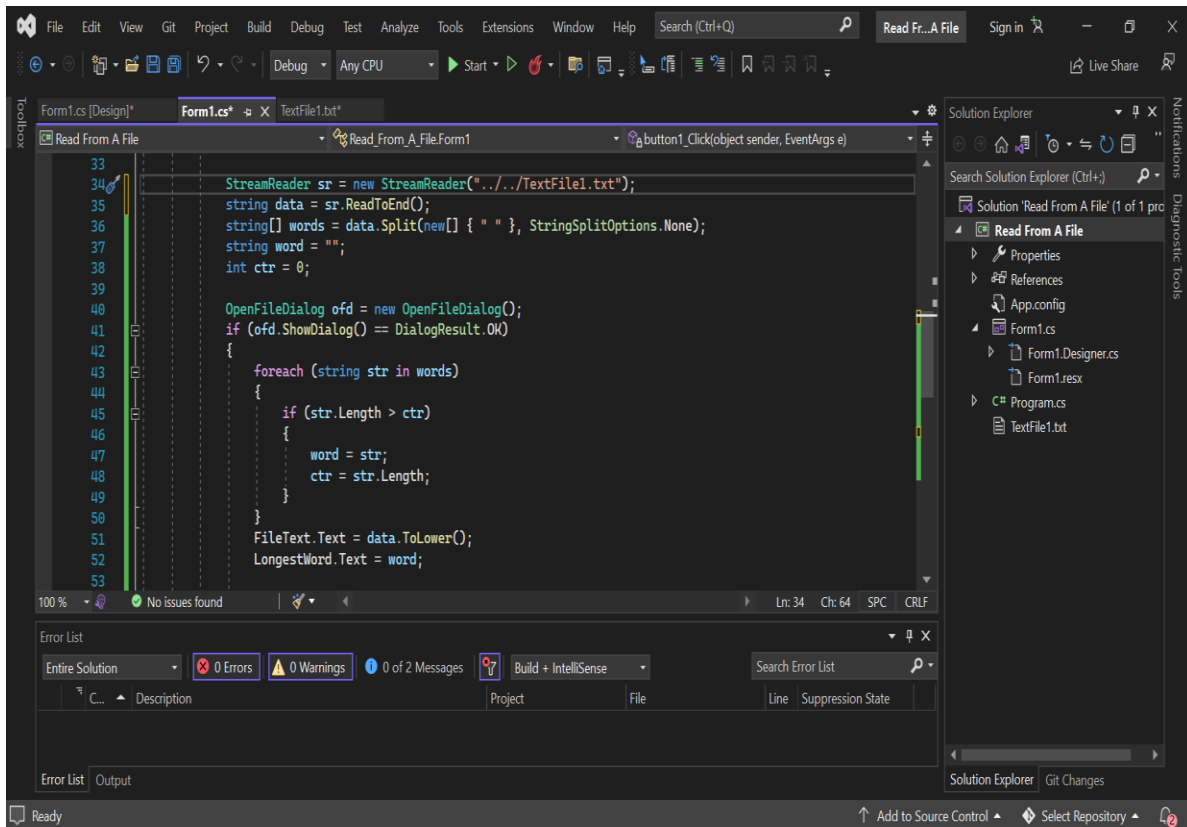 File Edit View Git Project Build Debug Test Analyze Tools Extensions Window Help Search (Ctrl+Q) Read Fr...A File Sign in
Debug Any CPU Start Live Share
Toolbox
Form1.cs [Design]* Form1.cs* TextFile1.txt*
Read From A File Read_From_A_File.Form1 button1_Click(object sender, EventArgs e)
33
34 StreamReader sr = new StreamReader("../../TextFile1.txt");
35 string data = sr.ReadToEnd();
36 string[] words = data.Split(new[] { " " }, StringSplitOptions.None);
37 string word = "";
38 int ctr = 0;
39
40 OpenFileDialog ofd = new OpenFileDialog();
41 if (ofd.ShowDialog() == DialogResult.OK)
42 {
43 foreach (string str in words)
44 {
45 if (str.Length > ctr)
46 {
47 word = str;
48 ctr = str.Length;
49 }
50 }
51 FileText.Text = data.ToLower();
52 LongestWord.Text = word;
53
100 % No issues found Ln: 34 Ch: 64 SPC CRLF
Error List
Entire Solution 0 Errors 0 Warnings 0 of 2 Messages Build + IntelliSense Search Error List
C... Description Project File Line Suppression State
Error List Output
Solution Explorer
Search Solution Explorer (Ctrl+;)
Solution 'Read From A File' (1 of 1 pro
Read From A File
Properties
References
App.config
Form1.cs
Form1.Designer.cs
Form1.resx
C# Program.cs
TextFile1.txt
Solution Explorer Git Changes
Notifications
Diagnostic Tools
Ready Add to Source Control Select Repository 2